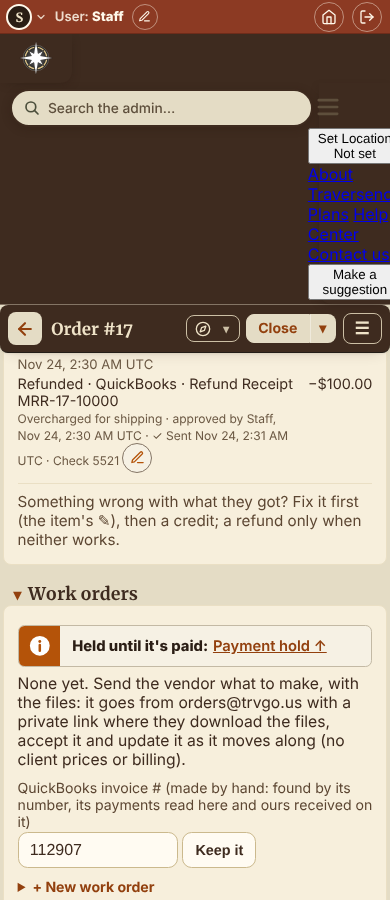 S User: Staff
Search the admin...
Set Location
Not set
About
Plans Help
Center
Contact us
Make a
suggestion
Order #17
Close
Nov 24, 2:30 AM UTC
Refunded · QuickBooks · Refund Receipt −$100.00
MRR-17-10000
Overcharged for shipping · approved by Staff,
Nov 24, 2:30 AM UTC · ✓ Sent Nov 24, 2:31 AM
UTC · Check 5521
Something wrong with what they got? Fix it first
(the item's ✎), then a credit; a refund only when
neither works.
▾ Work orders
Held until it's paid: Payment hold ↑
None yet. Send the vendor what to make, with
the files: it goes from orders@trvgo.us with a
private link where they download the files,
accept it and update it as it moves along (no
client prices or billing).
QuickBooks invoice # (made by hand: found by its
number, its payments read here and ours received on
it)
112907 Keep it
▸ + New work order